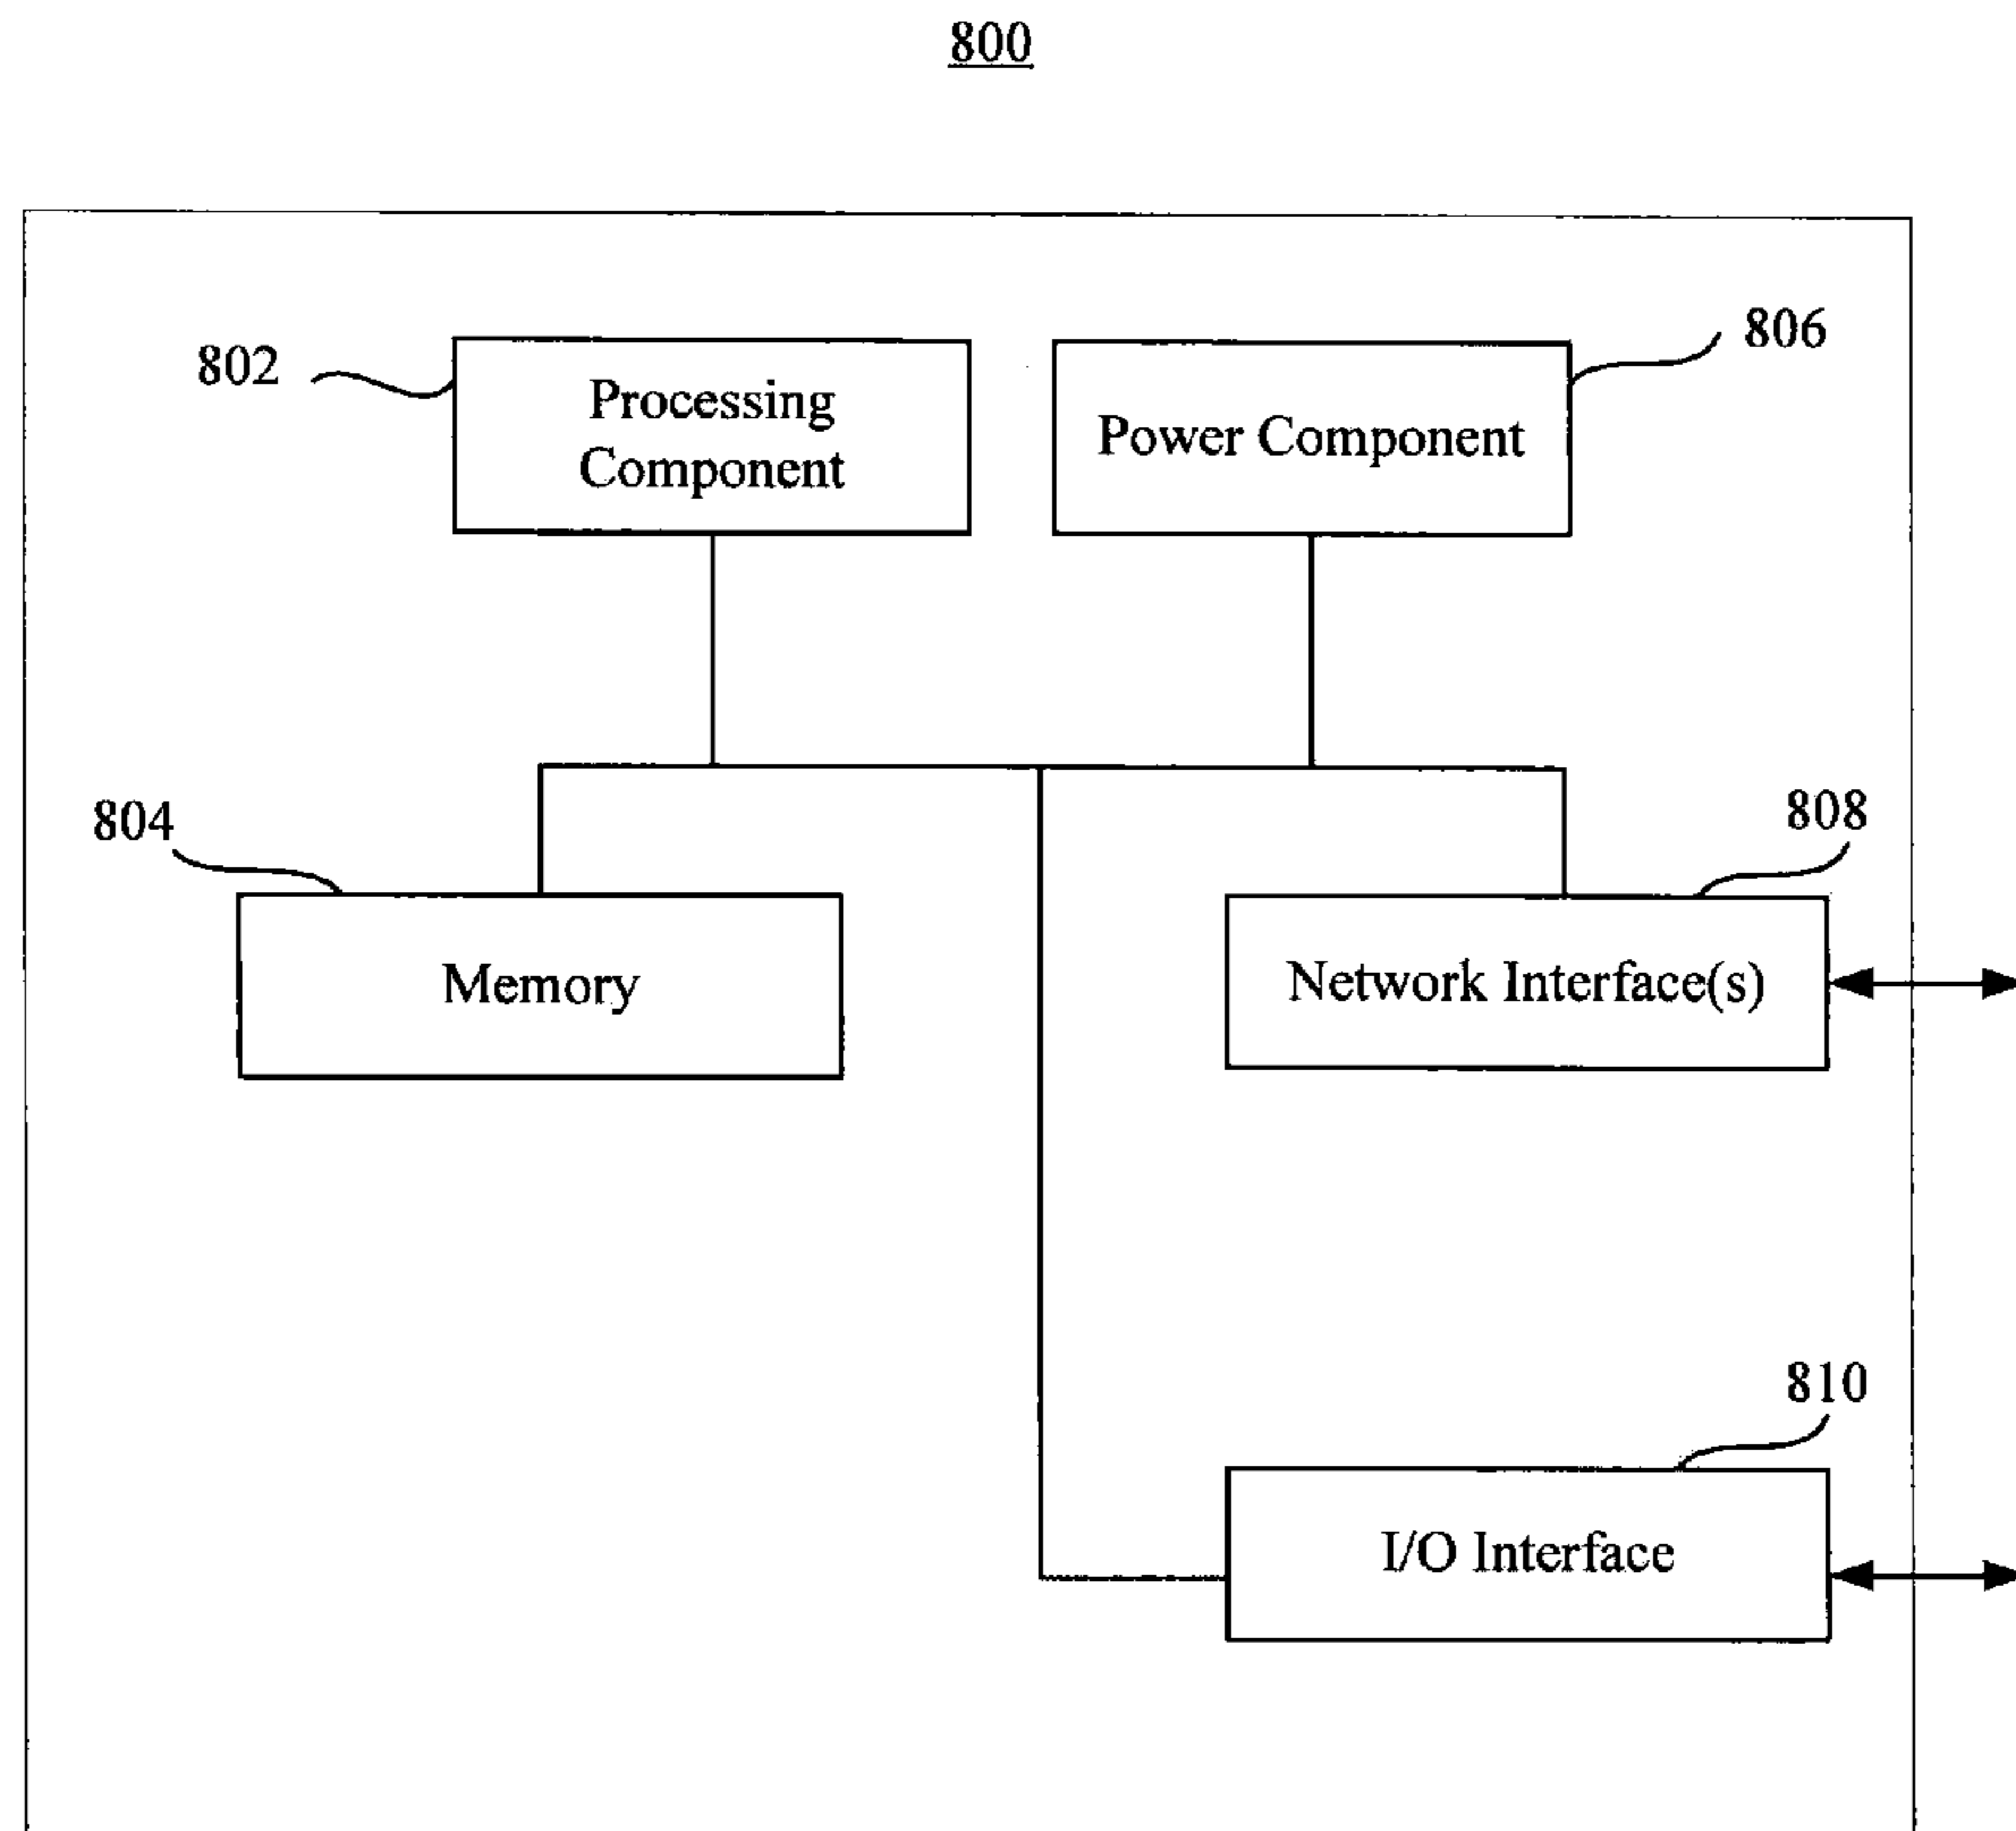 800
802
Processing
Component
806
Power Component
804
Memory
808
Network Interface(s)
810
I/O Interface